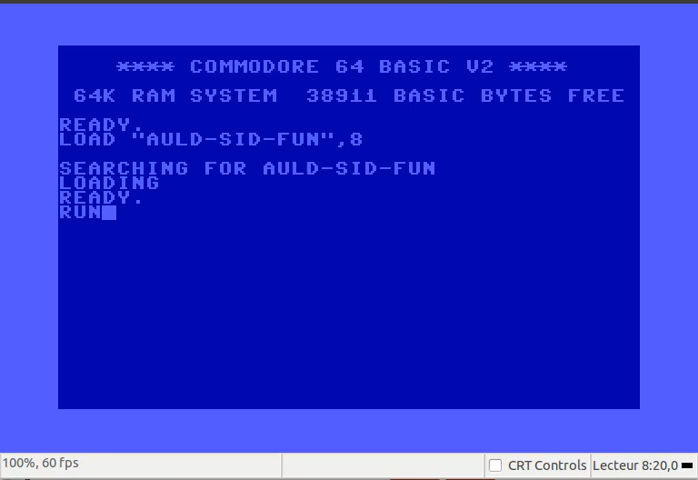 **** COMMODORE 64 BASIC V2 ****
64K RAM SYSTEM  38911 BASIC BYTES FREE
READY.
LOAD "AULD-SID-FUN",8
SEARCHING FOR AULD-SID-FUN
LOADING
READY.
RUN
100%, 60 fps
CRT Controls
Lecteur 8:20,0